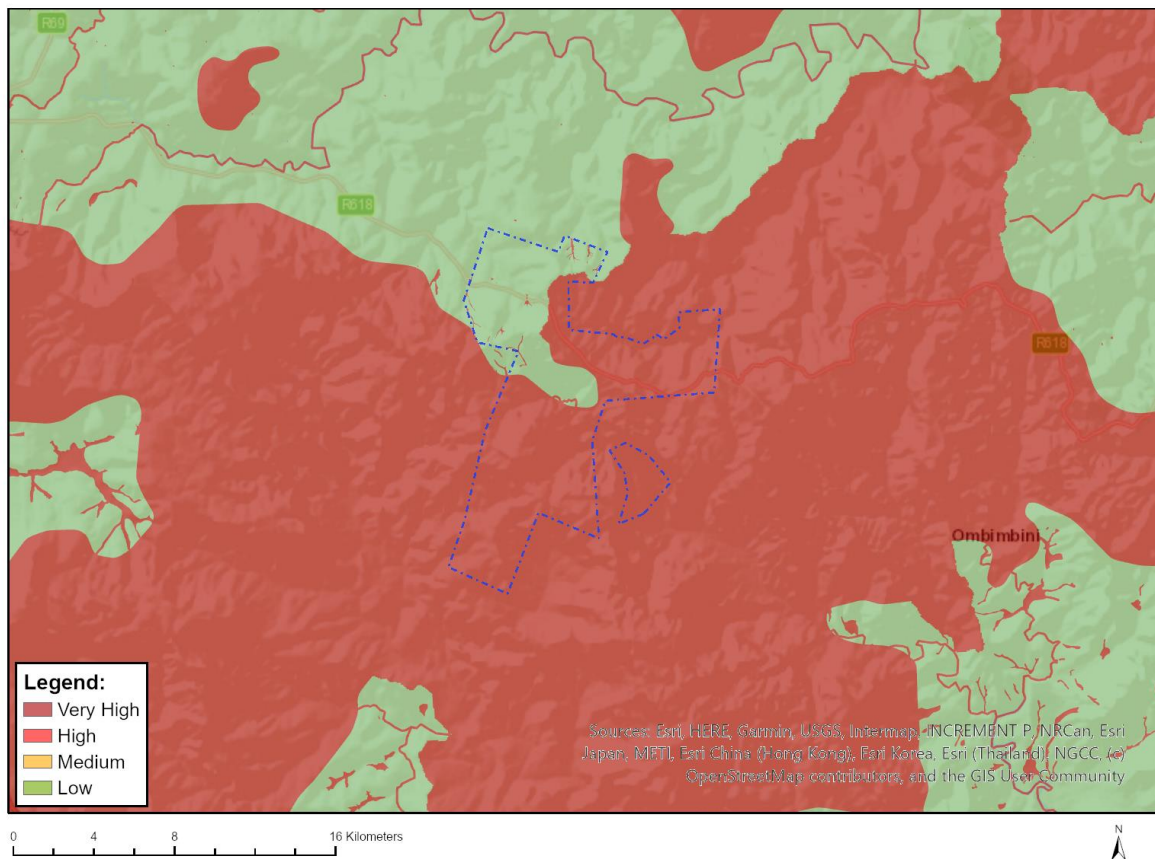 R69
R618
R618
Ombimbini
Legend:
Very High
High
Medium
Low
Sources: Esri, HERE, Garmin, USGS, Intermap, INCREMENT P, NRCan, Esri
Japan, METI, Esri China (Hong Kong), Esri Korea, Esri (Thailand), NGCC, (c)
OpenStreetMap contributors, and the GIS User Community
0 4 8 16 Kilometers
N